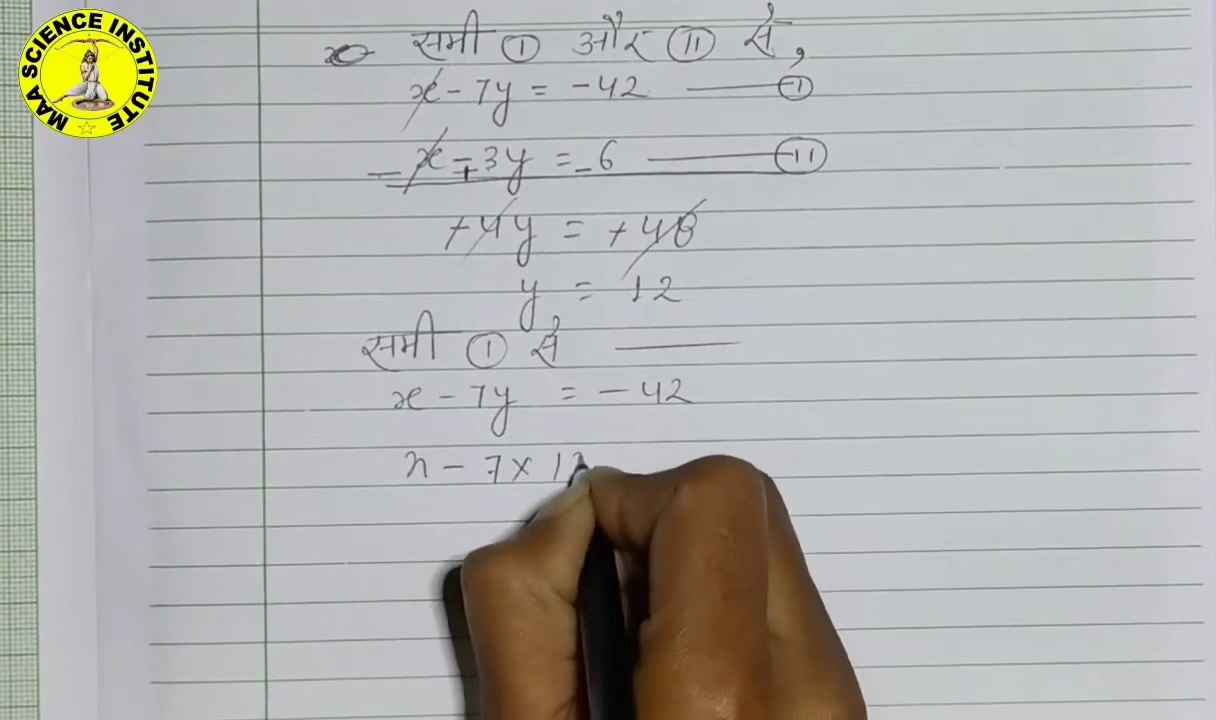 MAA SCIENCE INSTITUTE
समी (I) और (II) से,
x - 7y = -42 —— (I)
x - 3y = 6 —— (II)
- + -
+4y = +48
y = 12
समी (I) से ——
x - 7y = -42
x - 7 × 12